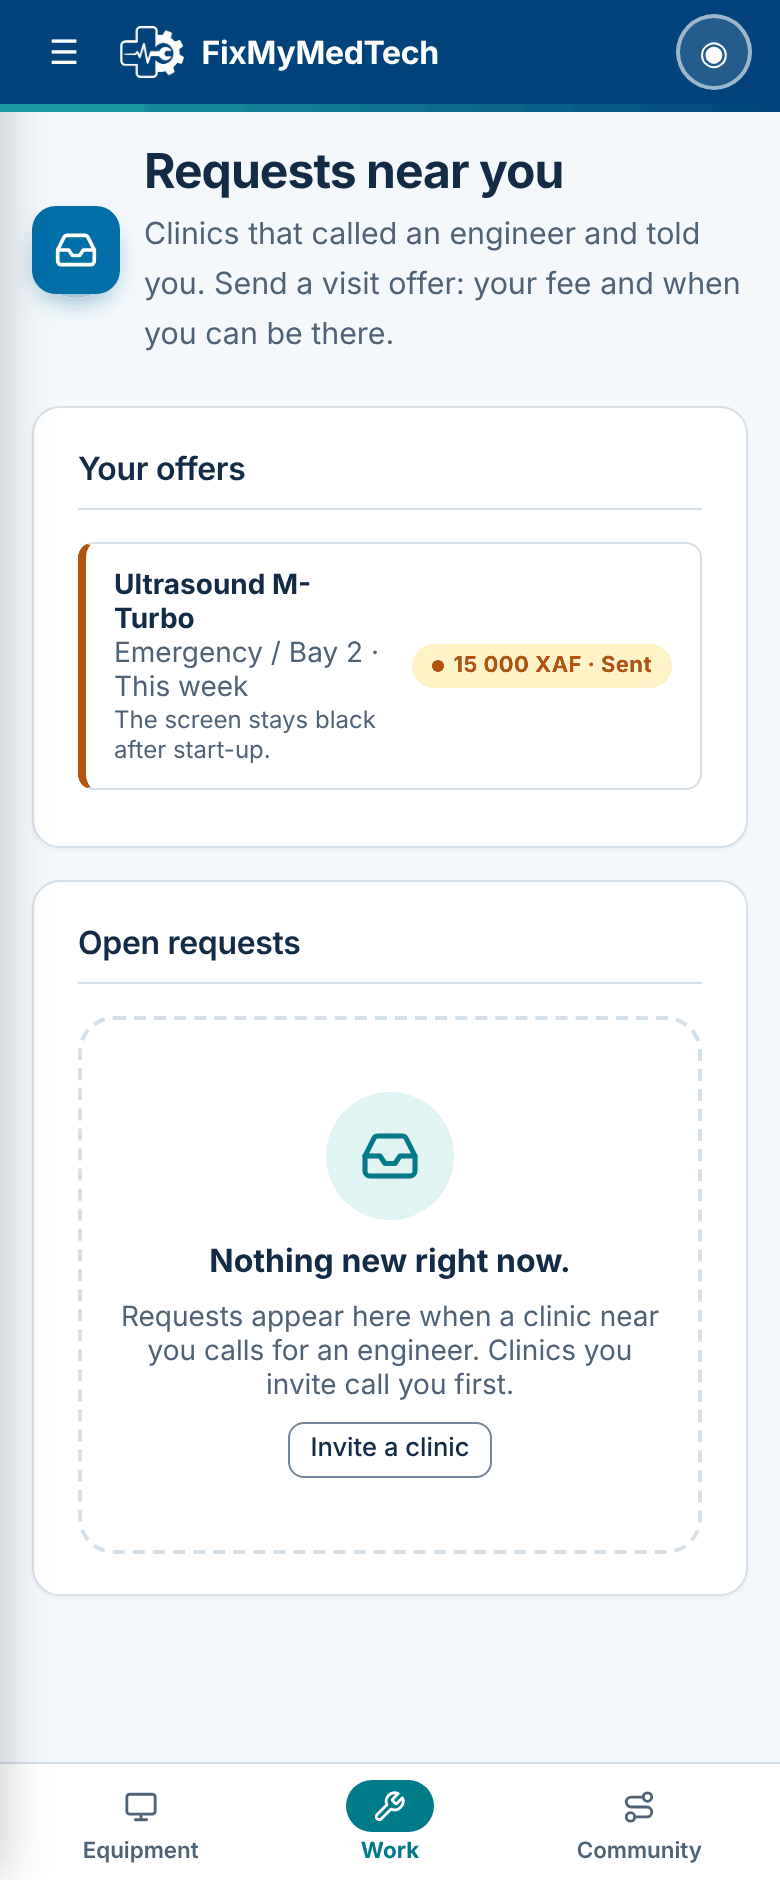 FixMyMedTech
Requests near you
Clinics that called an engineer and told
you. Send a visit offer: your fee and when
you can be there.
Your offers
Ultrasound M-
Turbo
Emergency / Bay 2 ·
This week
The screen stays black
after start-up.
15 000 XAF · Sent
Open requests
Nothing new right now.
Requests appear here when a clinic near
you calls for an engineer. Clinics you
invite call you first.
Invite a clinic
Equipment
Work
Community